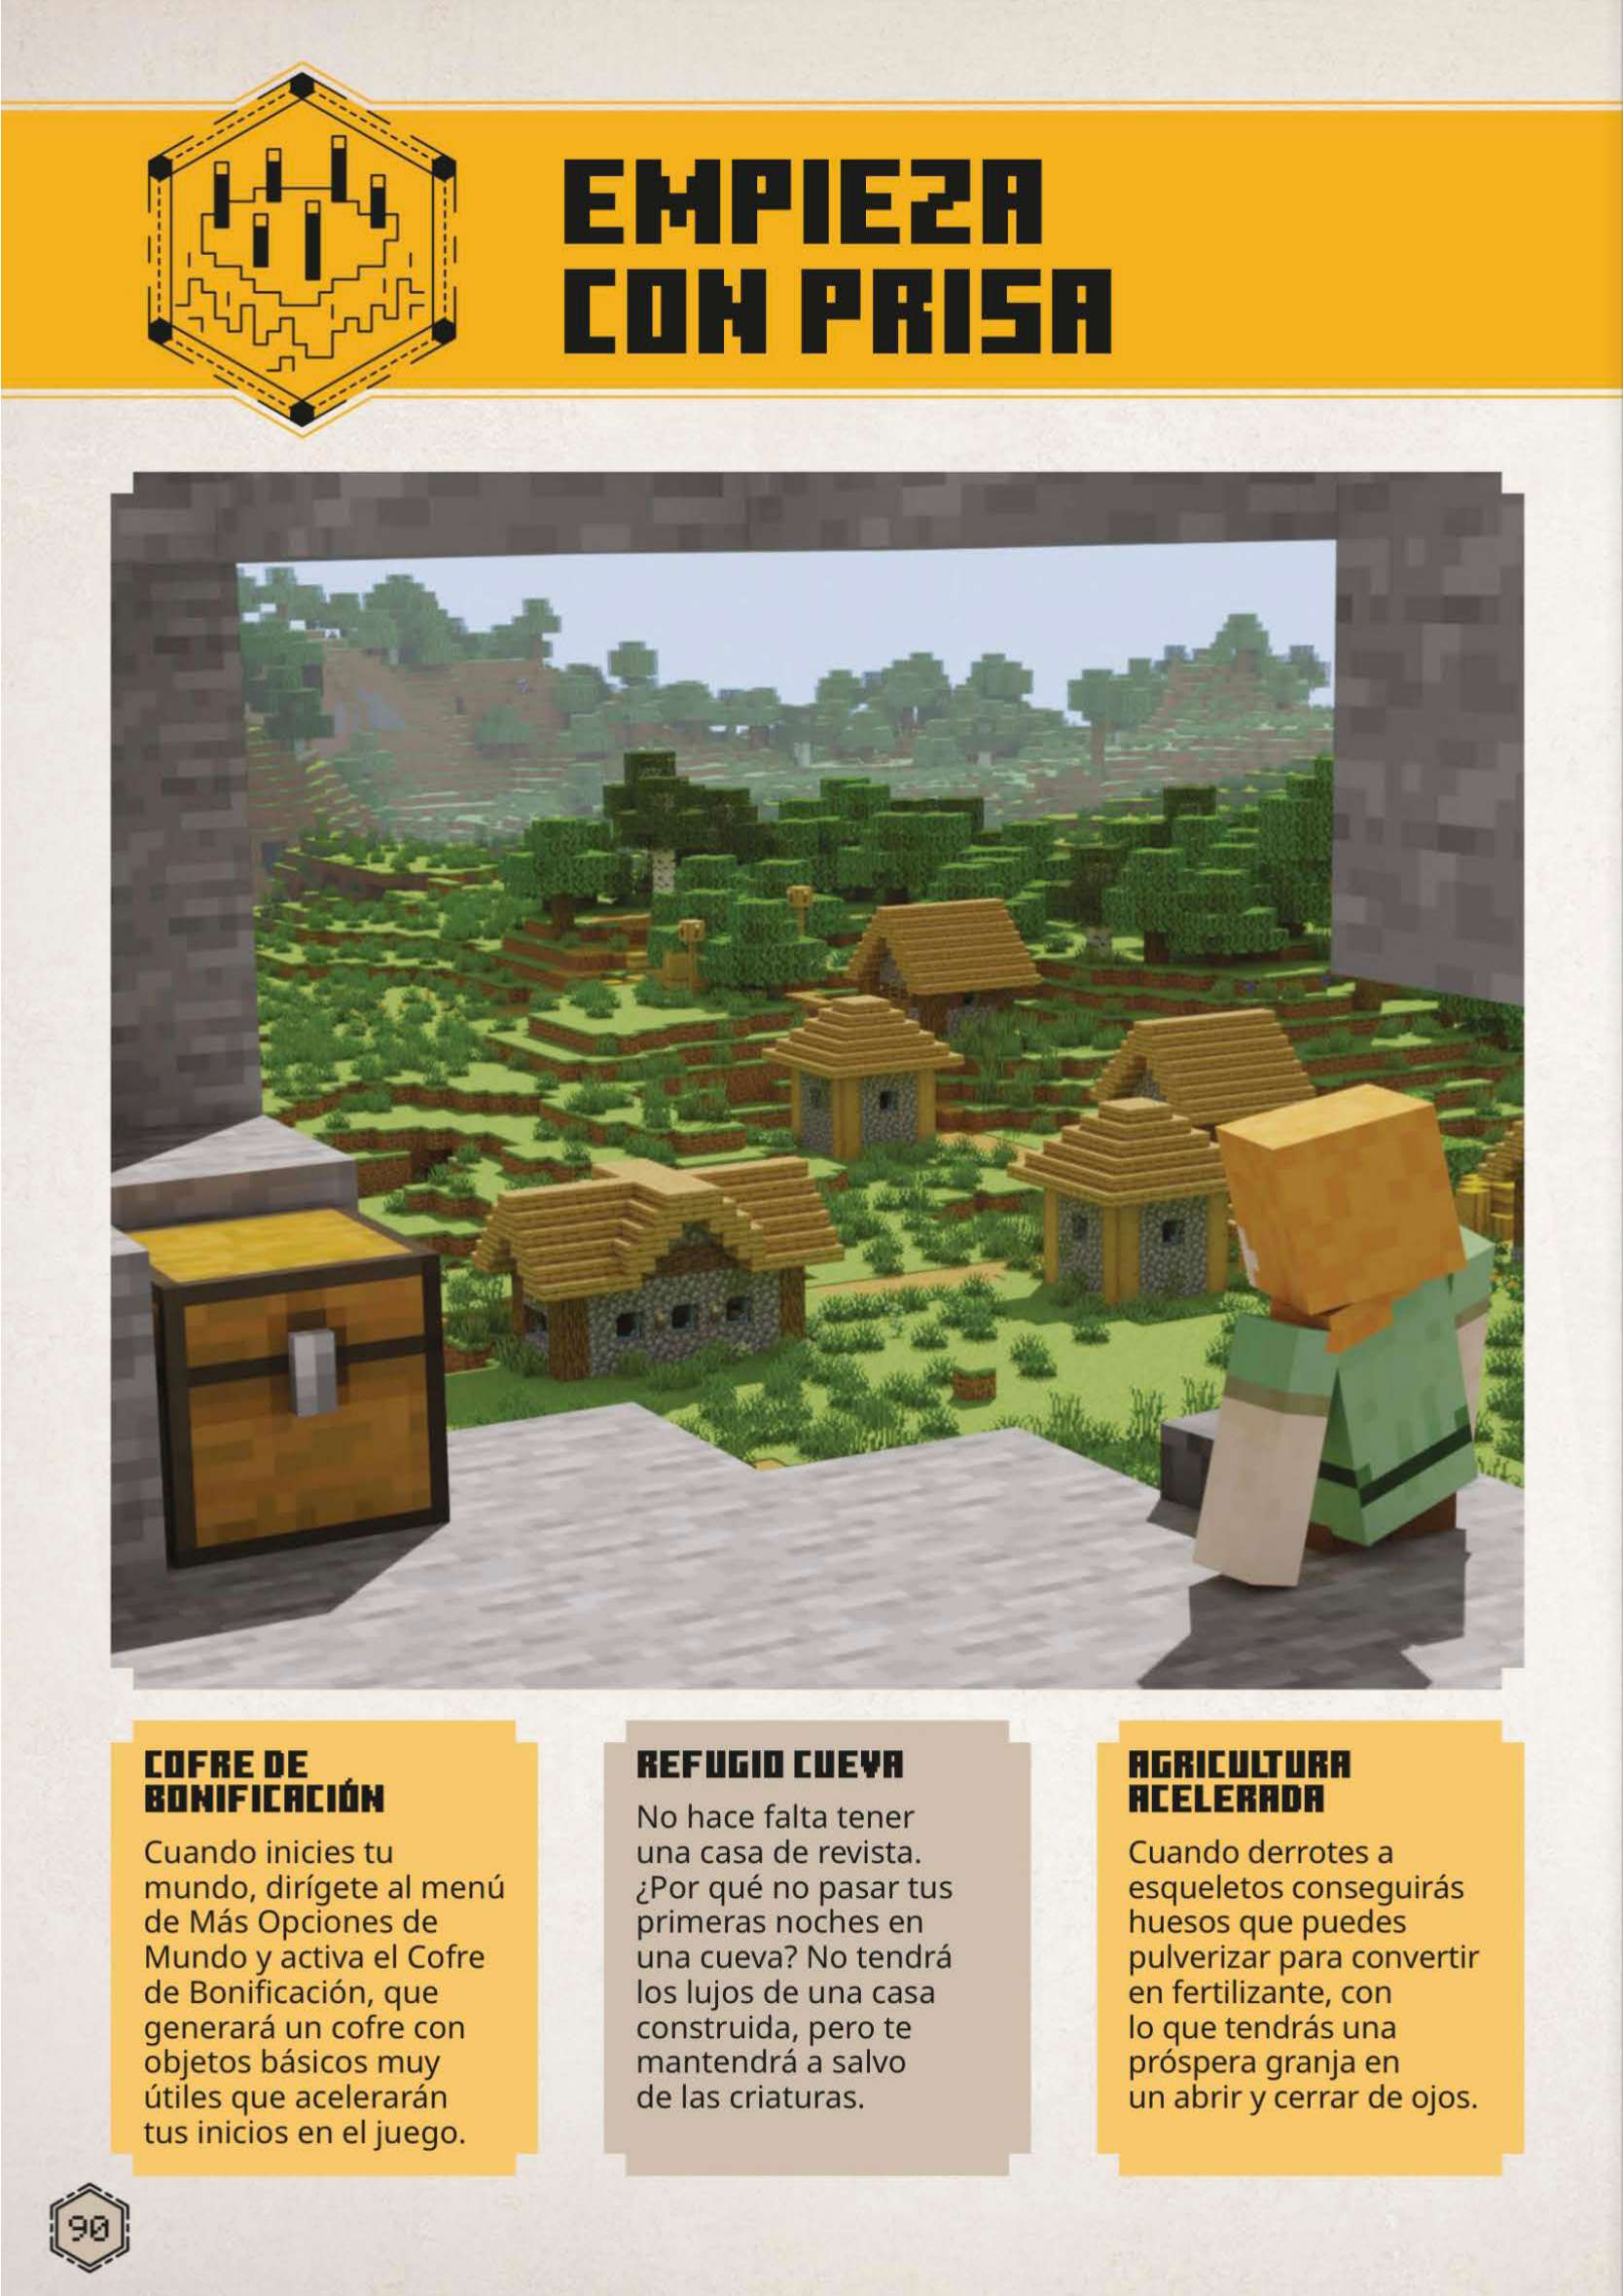 EMPIEZA
CON PRISA
COFRE DE
BONIFICACIÓN
Cuando inicies tu
mundo, dirígete al menú
de Más Opciones de
Mundo y activa el Cofre
de Bonificación, que
generará un cofre con
objetos básicos muy
útiles que acelerarán
tus inicios en el juego.
REFUGIO CUEVA
No hace falta tener
una casa de revista.
¿Por qué no pasar tus
primeras noches en
una cueva? No tendrá
los lujos de una casa
construida, pero te
mantendrá a salvo
de las criaturas.
AGRICULTURA
ACELERADA
Cuando derrotes a
esqueletos conseguirás
huesos que puedes
pulverizar para convertir
en fertilizante, con
lo que tendrás una
próspera granja en
un abrir y cerrar de ojos.
90